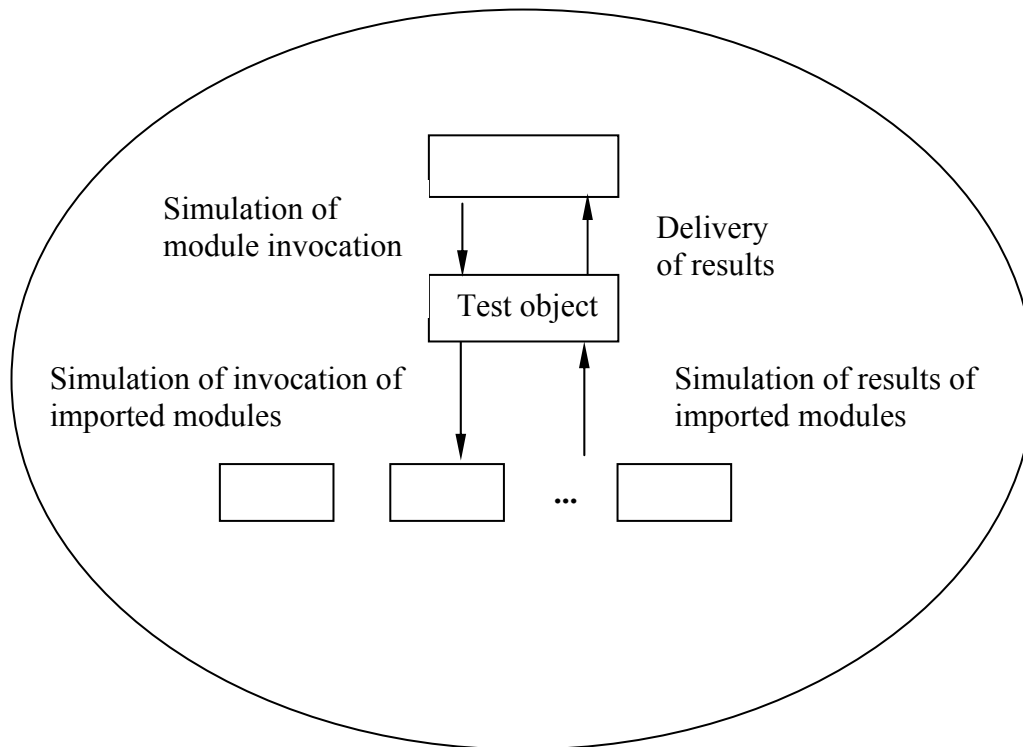 Simulation of
module invocation
Delivery
of results
Test object
Simulation of invocation of
imported modules
Simulation of results of
imported modules
...